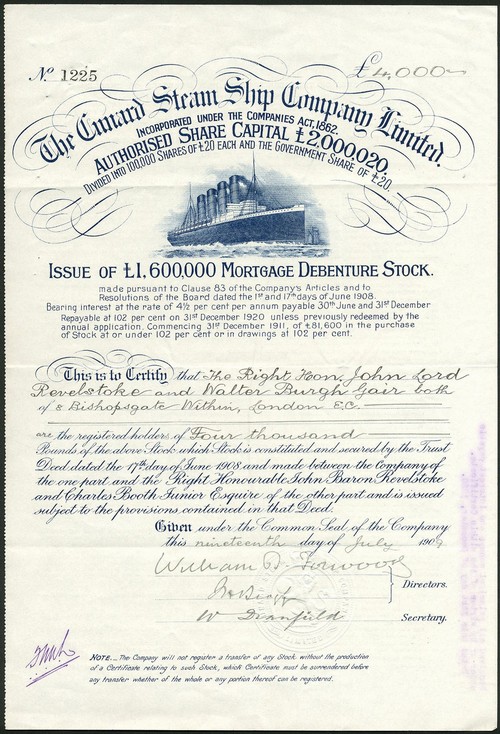 No. 1225
£4,000
The Cunard Steam Ship Company Limited.
INCORPORATED UNDER THE COMPANIES ACT, 1862.
AUTHORISED SHARE CAPITAL £2,000,020,
DIVIDED INTO 100,000 SHARES OF £20 EACH AND THE GOVERNMENT SHARE OF £20.
ISSUE OF £1,600,000 MORTGAGE DEBENTURE STOCK.
made pursuant to Clause 83 of the Company's Articles and to
Resolutions of the Board dated the 1st and 17th days of June 1908.
Bearing interest at the rate of 4½ per cent per annum payable 30th June and 31st December
Repayable at 102 per cent on 31st December 1920 unless previously redeemed by the
annual application. Commencing 31st December 1911, of £81,600 in the purchase
of Stock at or under 102 per cent or in drawings at 102 per cent.
This is to Certify that The Right Hon. John Lord
Revelstoke and Walter Burgh Gair both
of 8 Bishopsgate Within, London E.C.
are the registered holders of Four thousand
Pounds of the above Stock which Stock is constituted and secured by the Trust
Deed dated the 17th day of June 1908 and made between the Company of
the one part and the Right Honourable John Baron Revelstoke
and Charles Booth Junior Esquire of the other part and is issued
subject to the provisions contained in that Deed.
Given under the Common Seal of the Company
this nineteenth day of July 1909
William B. Forwood
Directors.
Secretary.
NOTE._ The Company will not register a transfer of any Stock without the production
of a Certificate relating to such Stock, which Certificate must be surrendered before
any transfer whether of the whole or any portion thereof can be registered.